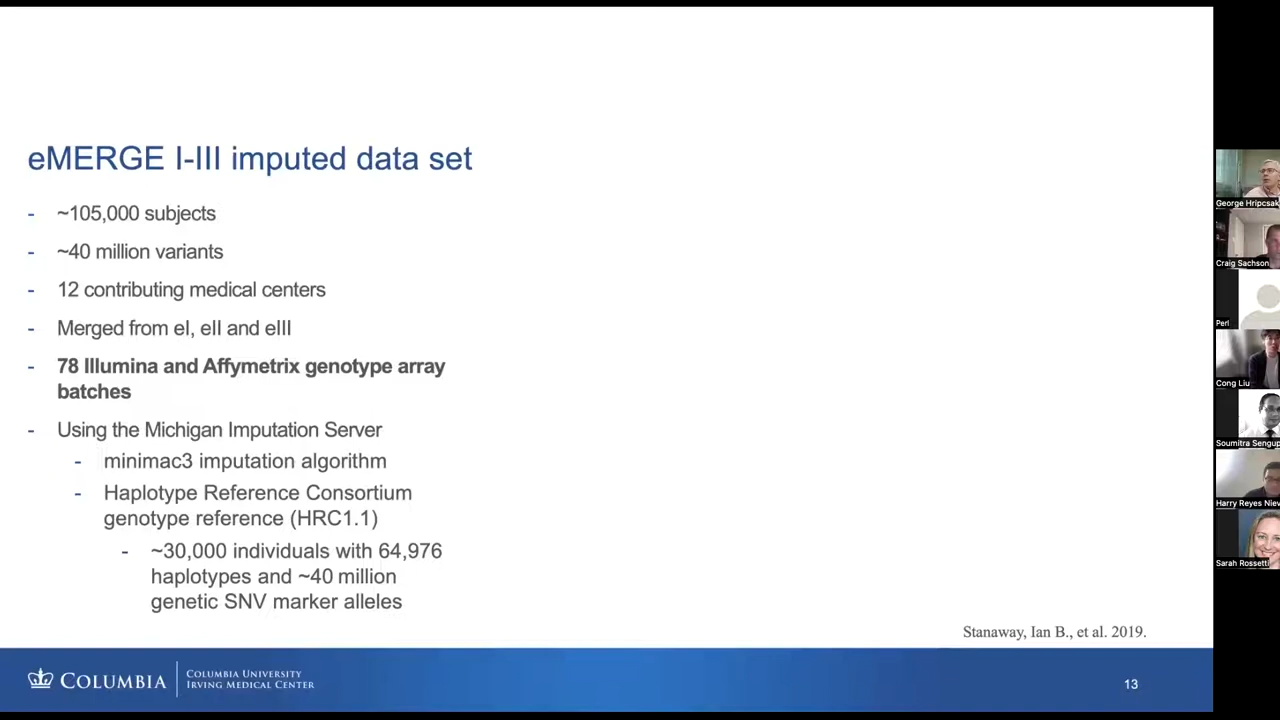 eMERGE I-III imputed data set
- ~105,000 subjects
- ~40 million variants
- 12 contributing medical centers
- Merged from eI, eII and eIII
- 78 Illumina and Affymetrix genotype array
batches
- Using the Michigan Imputation Server
- minimac3 imputation algorithm
- Haplotype Reference Consortium
genotype reference (HRC1.1)
- ~30,000 individuals with 64,976
haplotypes and ~40 million
genetic SNV marker alleles
Stanaway, Ian B., et al. 2019.
COLUMBIA
COLUMBIA UNIVERSITY
IRVING MEDICAL CENTER
13
George Hripcsak
Craig Sachson
Perl
Cong Liu
Soumitra Sengup
Harry Reyes Niev
Sarah Rossetti